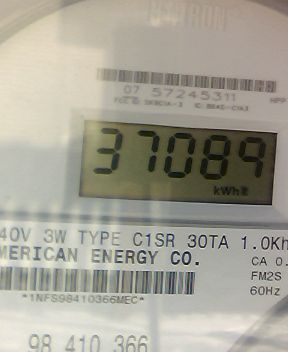 07 57245311
37089
kWh
40V 3W TYPE C1SR 30TA 1.0Kh
MERICAN ENERGY CO.
CA 0.
FM2S
60Hz
*1NFS98410366MEC*
98 410 366